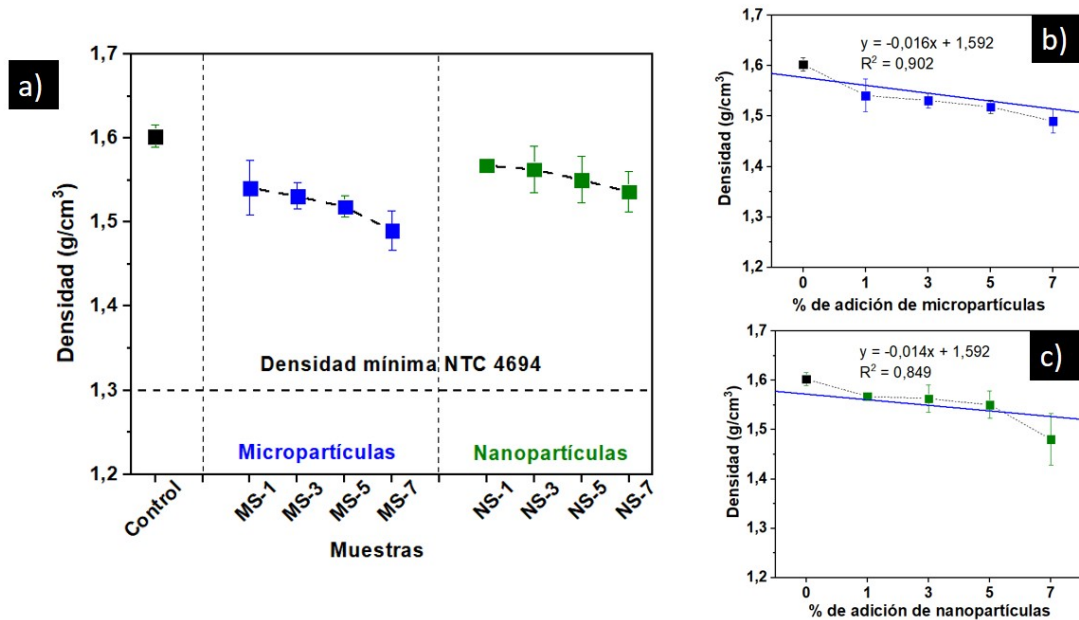 a)
Densidad (g/cm³)
1,7
1,6
1,5
1,4
1,3
1,2
Densidad mínima NTC 4694
Micropartículas
Nanopartículas
Control
MS-1
MS-3
MS-5
MS-7
NS-1
NS-3
NS-5
NS-7
Muestras
b)
y = -0,016x + 1,592
R² = 0,902
Densidad (g/cm³)
1,7
1,6
1,5
1,4
1,3
1,2
0 1 3 5 7
% de adición de micropartículas
c)
y = -0,014x + 1,592
R² = 0,849
Densidad (g/cm³)
1,7
1,6
1,5
1,4
1,3
1,2
0 1 3 5 7
% de adición de nanopartículas